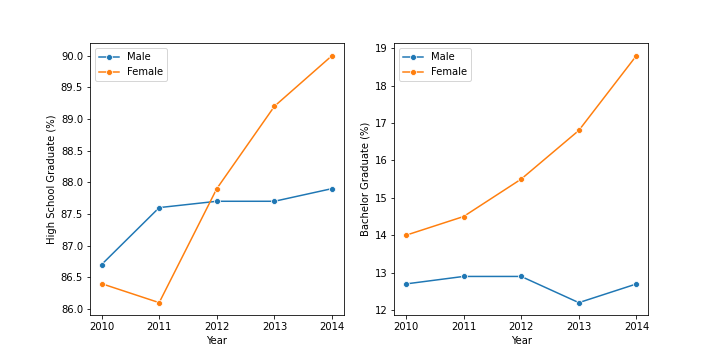 High School Graduate (%)
90.0
89.5
89.0
88.5
88.0
87.5
87.0
86.5
86.0
Male
Female
2010 2011 2012 2013 2014
Year
Bachelor Graduate (%)
19
18
17
16
15
14
13
12
Male
Female
2010 2011 2012 2013 2014
Year